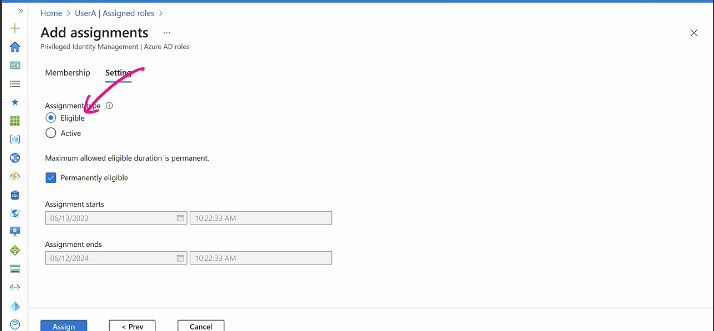 »
Home > UserA | Assigned roles >
Add assignments ...
Privileged Identity Management | Azure AD roles
Membership Setting
Assignment type
Eligible
Active
Maximum allowed eligible duration is permanent.
Permanently eligible
Assignment starts
06/13/2023 10:22:33 AM
Assignment ends
06/12/2024 10:22:33 AM
Assign < Prev Cancel